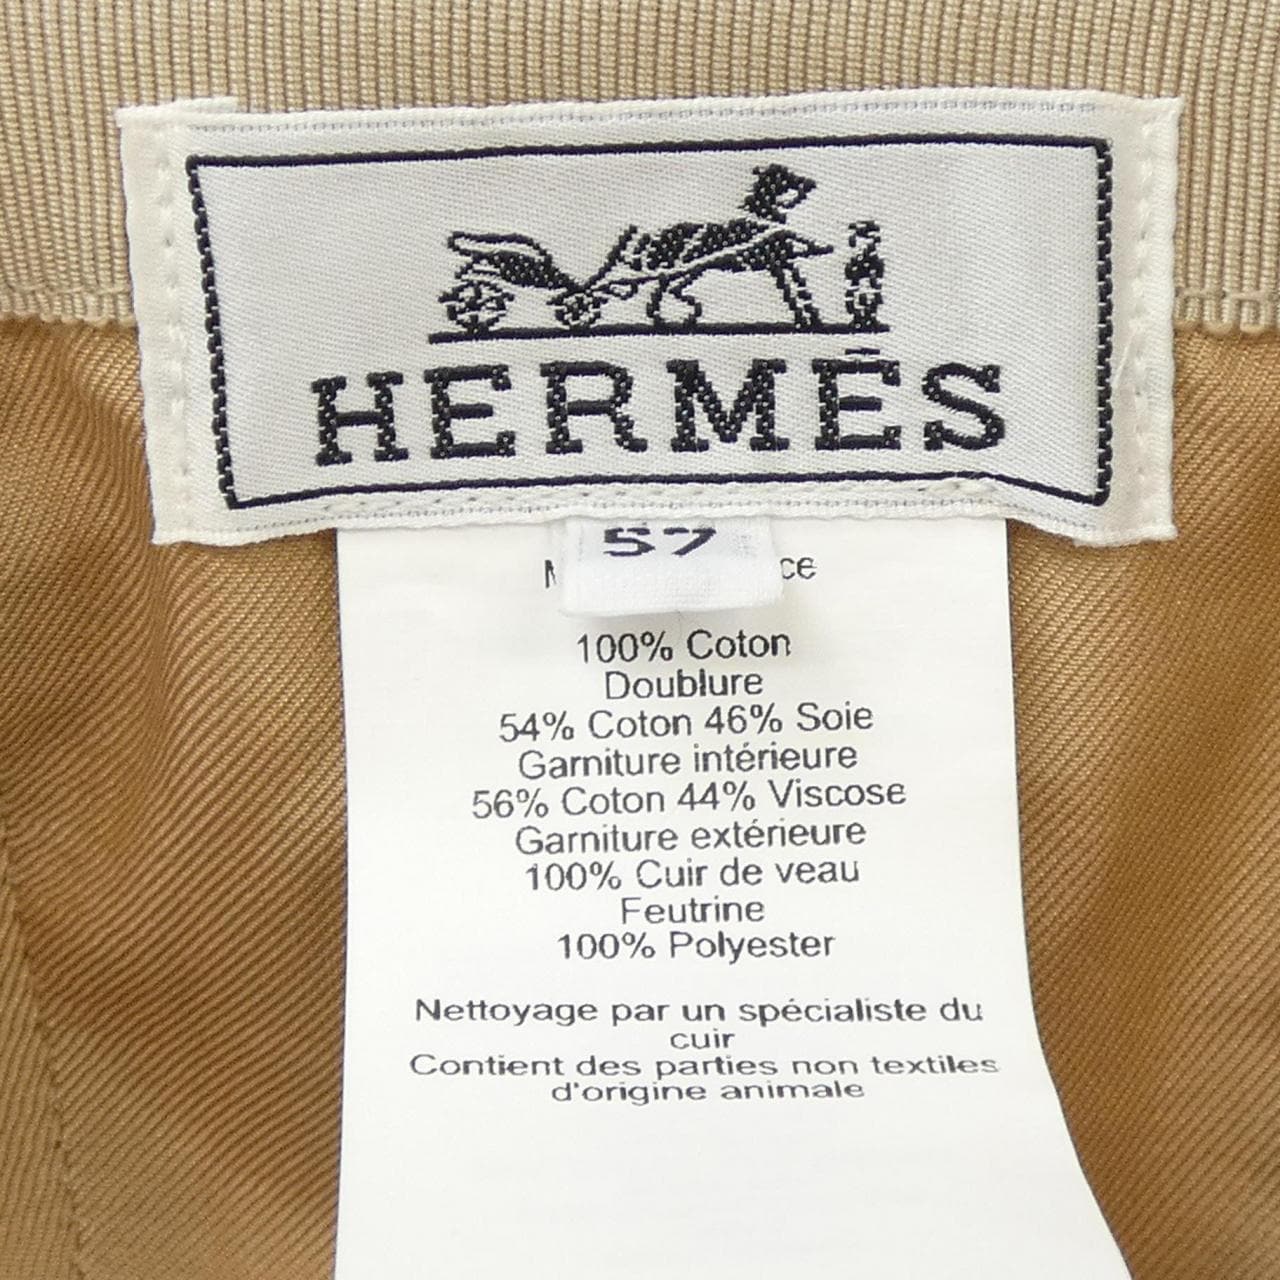 HERMÈS
57
100% Coton
Doublure
54% Coton 46% Soie
Garniture intérieure
56% Coton 44% Viscose
Garniture extérieure
100% Cuir de veau
Feutrine
100% Polyester
Nettoyage par un spécialiste du
cuir
Contient des parties non textiles
d'origine animale